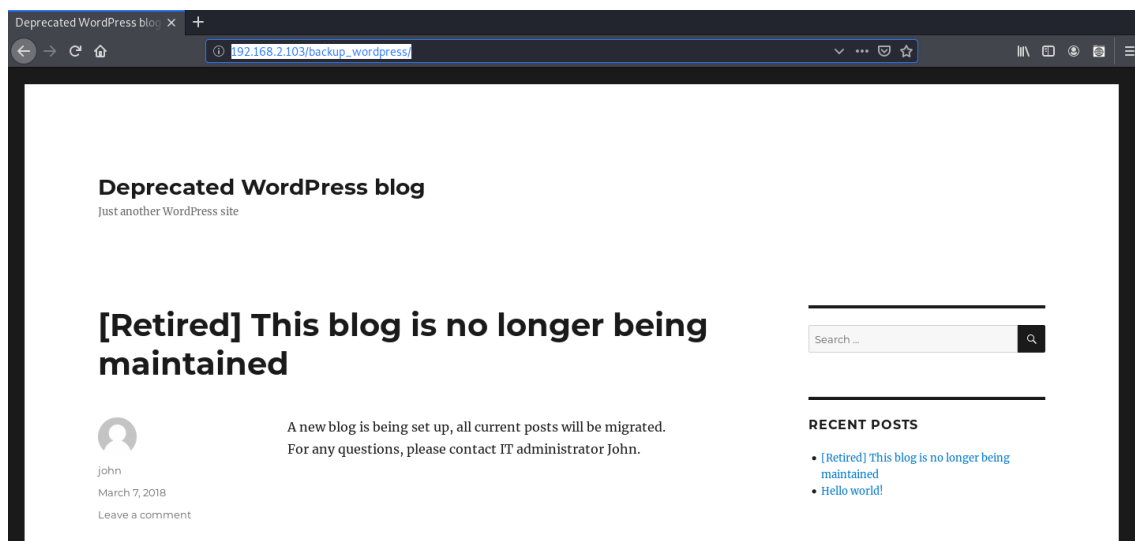 Deprecated WordPress blog
192.168.2.103/backup_wordpress/
Deprecated WordPress blog
Just another WordPress site
[Retired] This blog is no longer being
maintained
john
March 7, 2018
Leave a comment
A new blog is being set up, all current posts will be migrated.
For any questions, please contact IT administrator John.
Search ...
RECENT POSTS
[Retired] This blog is no longer being
maintained
Hello world!